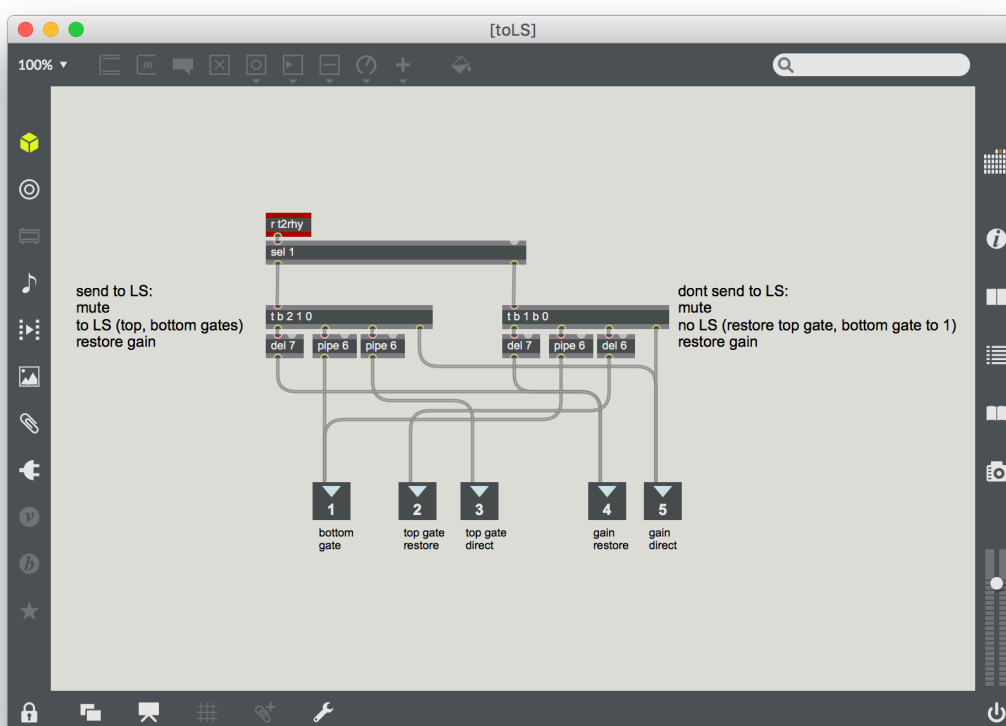 [toLS]
100%
r t2rhy
sel 1
send to LS:
mute
to LS (top, bottom gates)
restore gain
dont send to LS:
mute
no LS (restore top gate, bottom gate to 1)
restore gain
t b 2 1 0
t b 1 b 0
del 7
pipe 6
pipe 6
del 7
pipe 6
del 6
1
2
3
4
5
bottom
gate
top gate
restore
top gate
direct
gain
restore
gain
direct